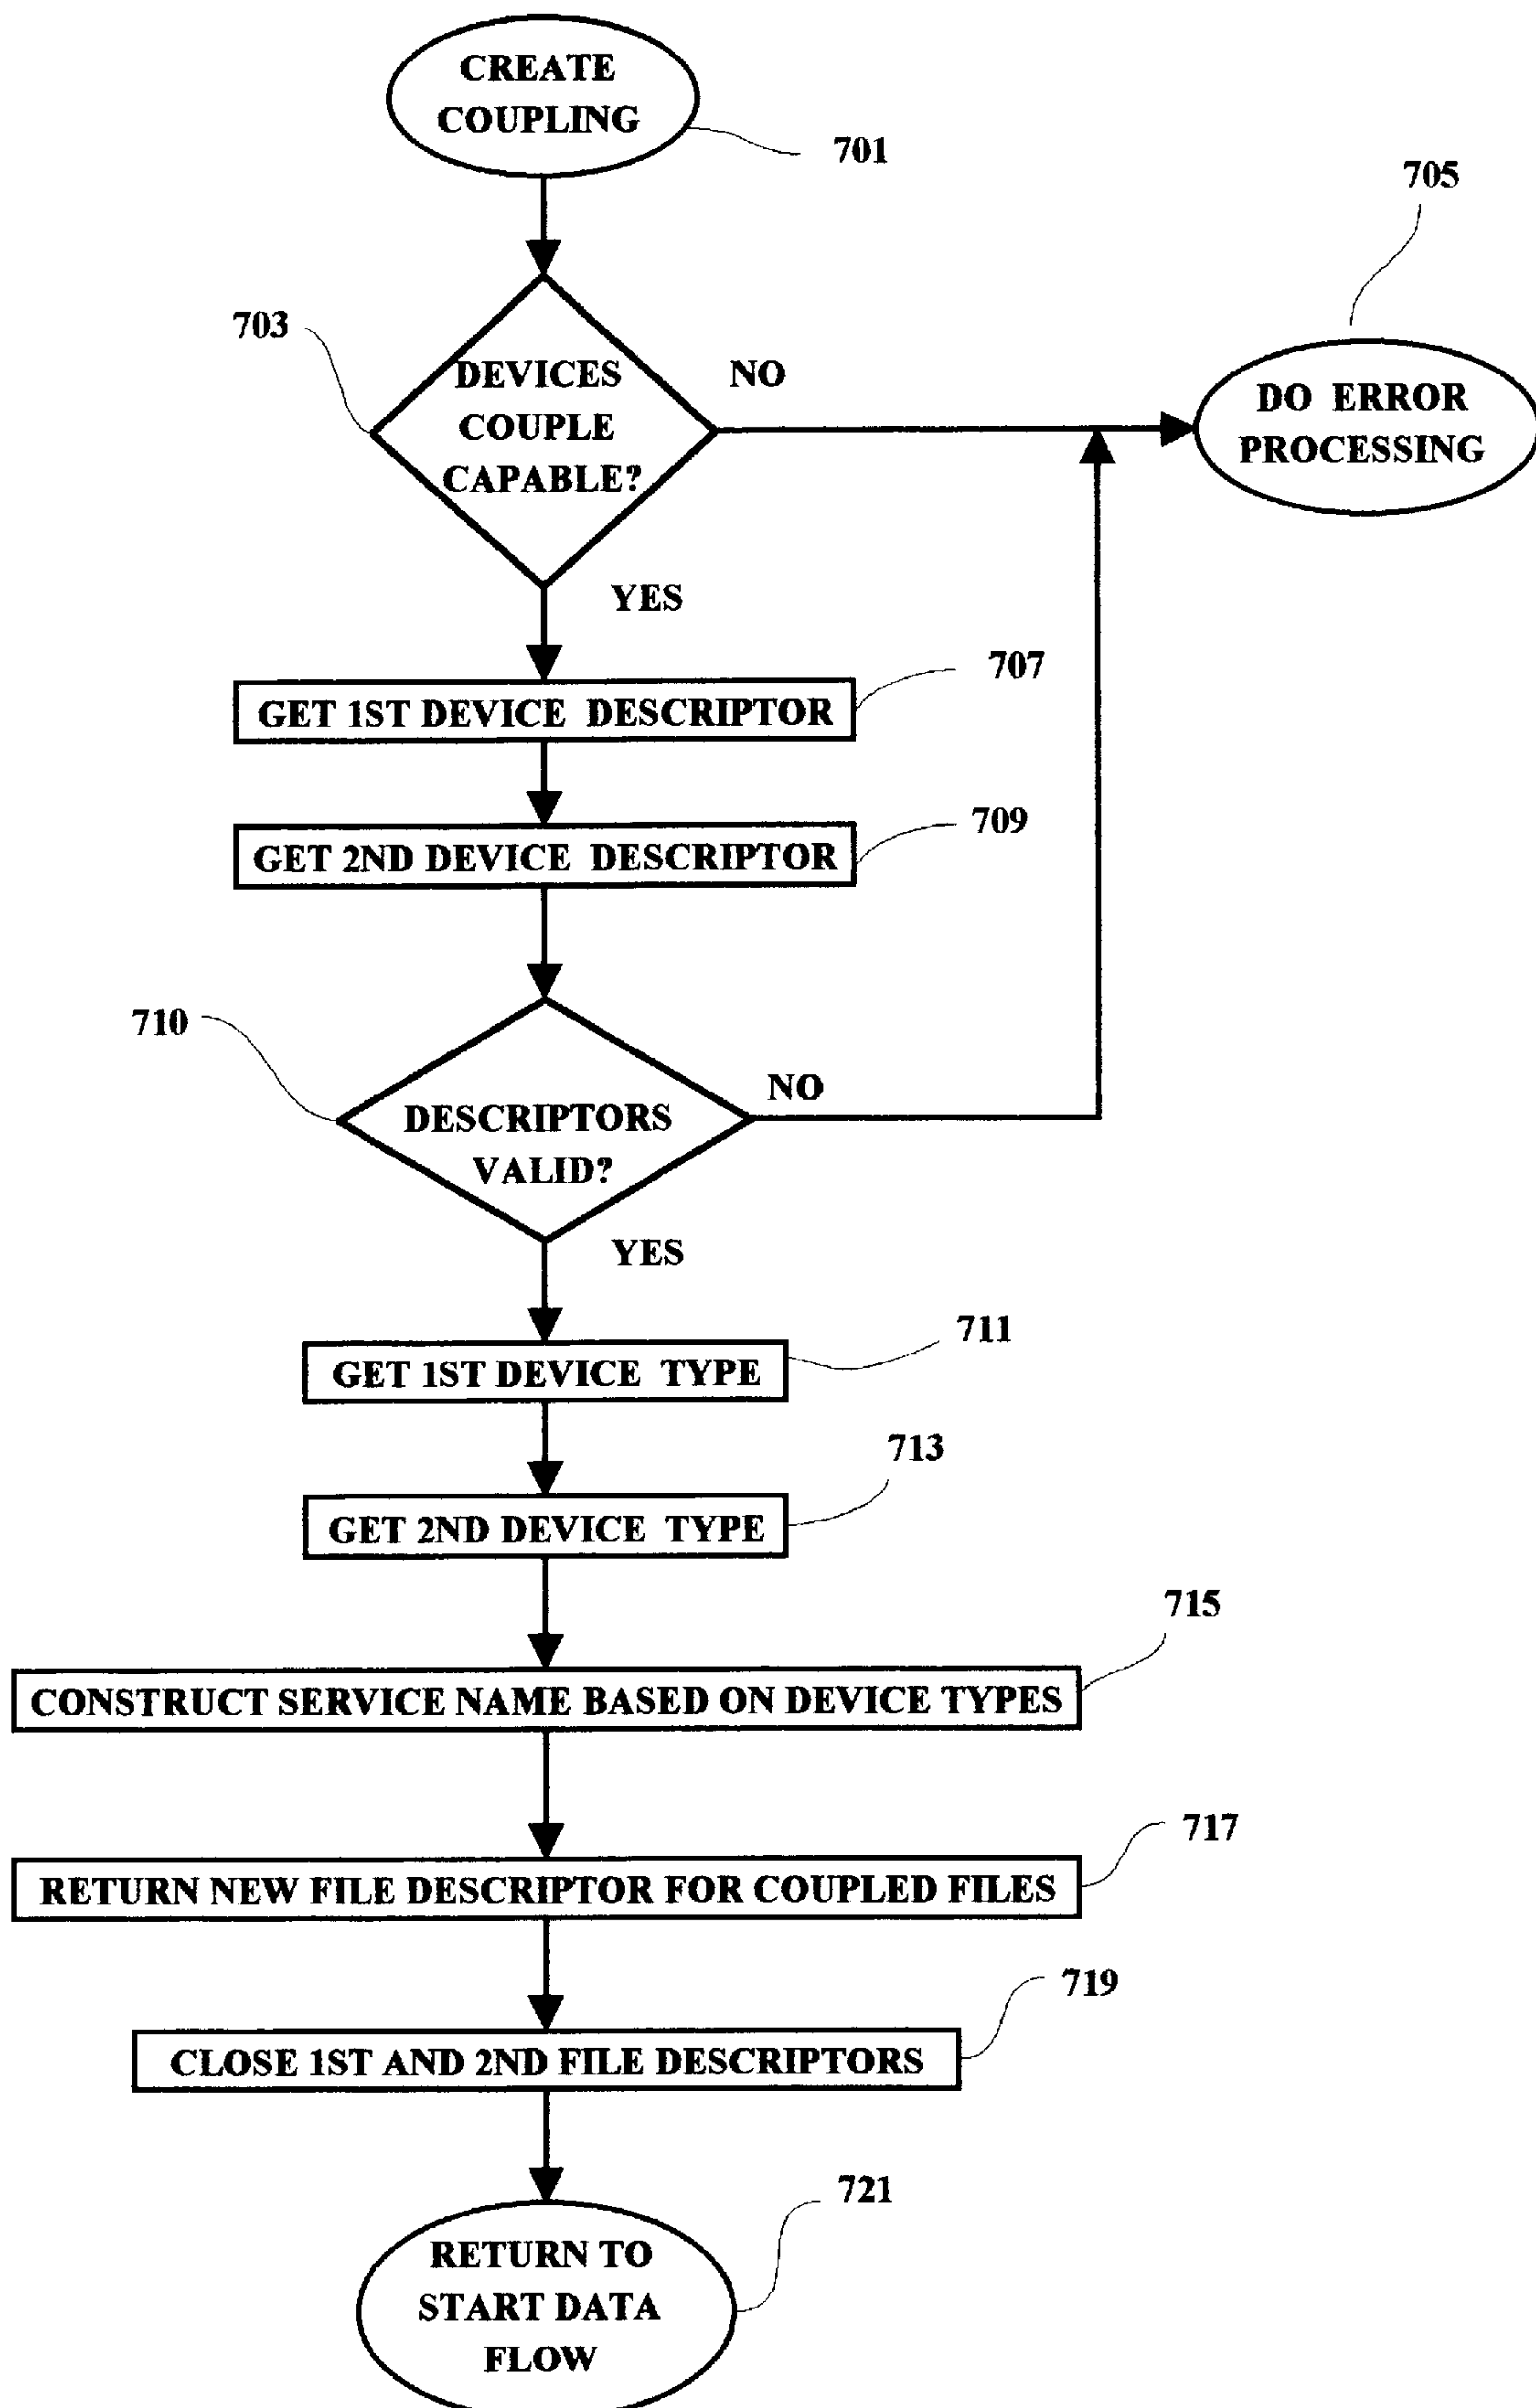 CREATE
COUPLING
701
705
703
DEVICES
COUPLE
CAPABLE?
NO
DO ERROR
PROCESSING
YES
707
GET 1ST DEVICE DESCRIPTOR
709
GET 2ND DEVICE DESCRIPTOR
710
DESCRIPTORS
VALID?
NO
YES
711
GET 1ST DEVICE TYPE
713
GET 2ND DEVICE TYPE
715
CONSTRUCT SERVICE NAME BASED ON DEVICE TYPES
717
RETURN NEW FILE DESCRIPTOR FOR COUPLED FILES
719
CLOSE 1ST AND 2ND FILE DESCRIPTORS
721
RETURN TO
START DATA
FLOW